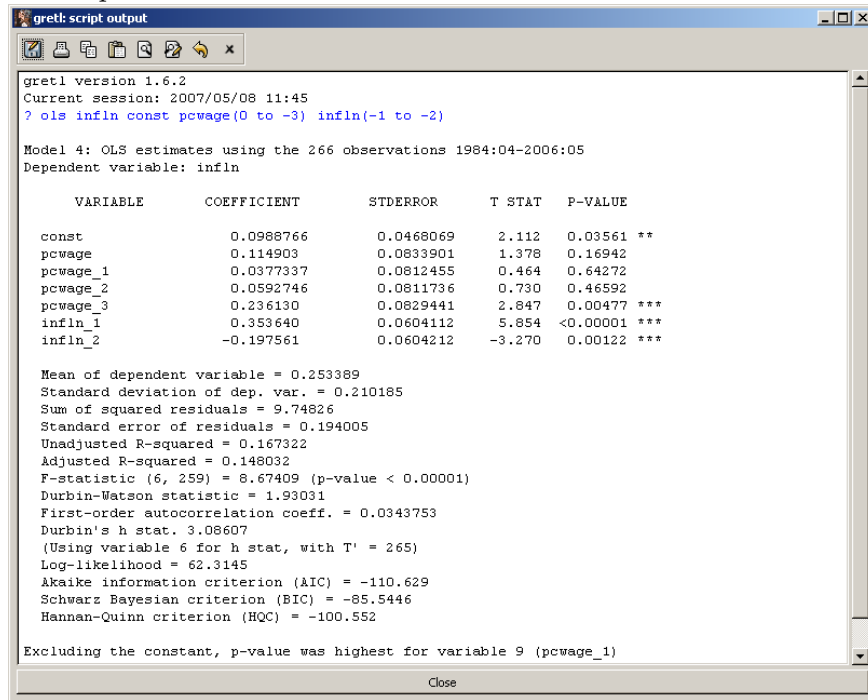 gretl: script output
gretl version 1.6.2
Current session: 2007/05/08 11:45
? ols infln const pcwage(0 to -3) infln(-1 to -2)
Model 4: OLS estimates using the 266 observations 1984:04-2006:05
Dependent variable: infln
VARIABLE COEFFICIENT STDERROR T STAT P-VALUE
const 0.0988766 0.0468069 2.112 0.03561 **
pcwage 0.114903 0.0833901 1.378 0.16942
pcwage_1 0.0377337 0.0812455 0.464 0.64272
pcwage_2 0.0592746 0.0811736 0.730 0.46592
pcwage_3 0.236130 0.0829441 2.847 0.00477 ***
infln_1 0.353640 0.0604112 5.854 <0.00001 ***
infln_2 -0.197561 0.0604212 -3.270 0.00122 ***
Mean of dependent variable = 0.253389
Standard deviation of dep. var. = 0.210185
Sum of squared residuals = 9.74826
Standard error of residuals = 0.194005
Unadjusted R-squared = 0.167322
Adjusted R-squared = 0.148032
F-statistic (6, 259) = 8.67409 (p-value < 0.00001)
Durbin-Watson statistic = 1.93031
First-order autocorrelation coeff. = 0.0343753
Durbin's h stat. 3.08607
(Using variable 6 for h stat, with T' = 265)
Log-likelihood = 62.3145
Akaike information criterion (AIC) = -110.629
Schwarz Bayesian criterion (BIC) = -85.5446
Hannan-Quinn criterion (HQC) = -100.552
Excluding the constant, p-value was highest for variable 9 (pcwage_1)
Close